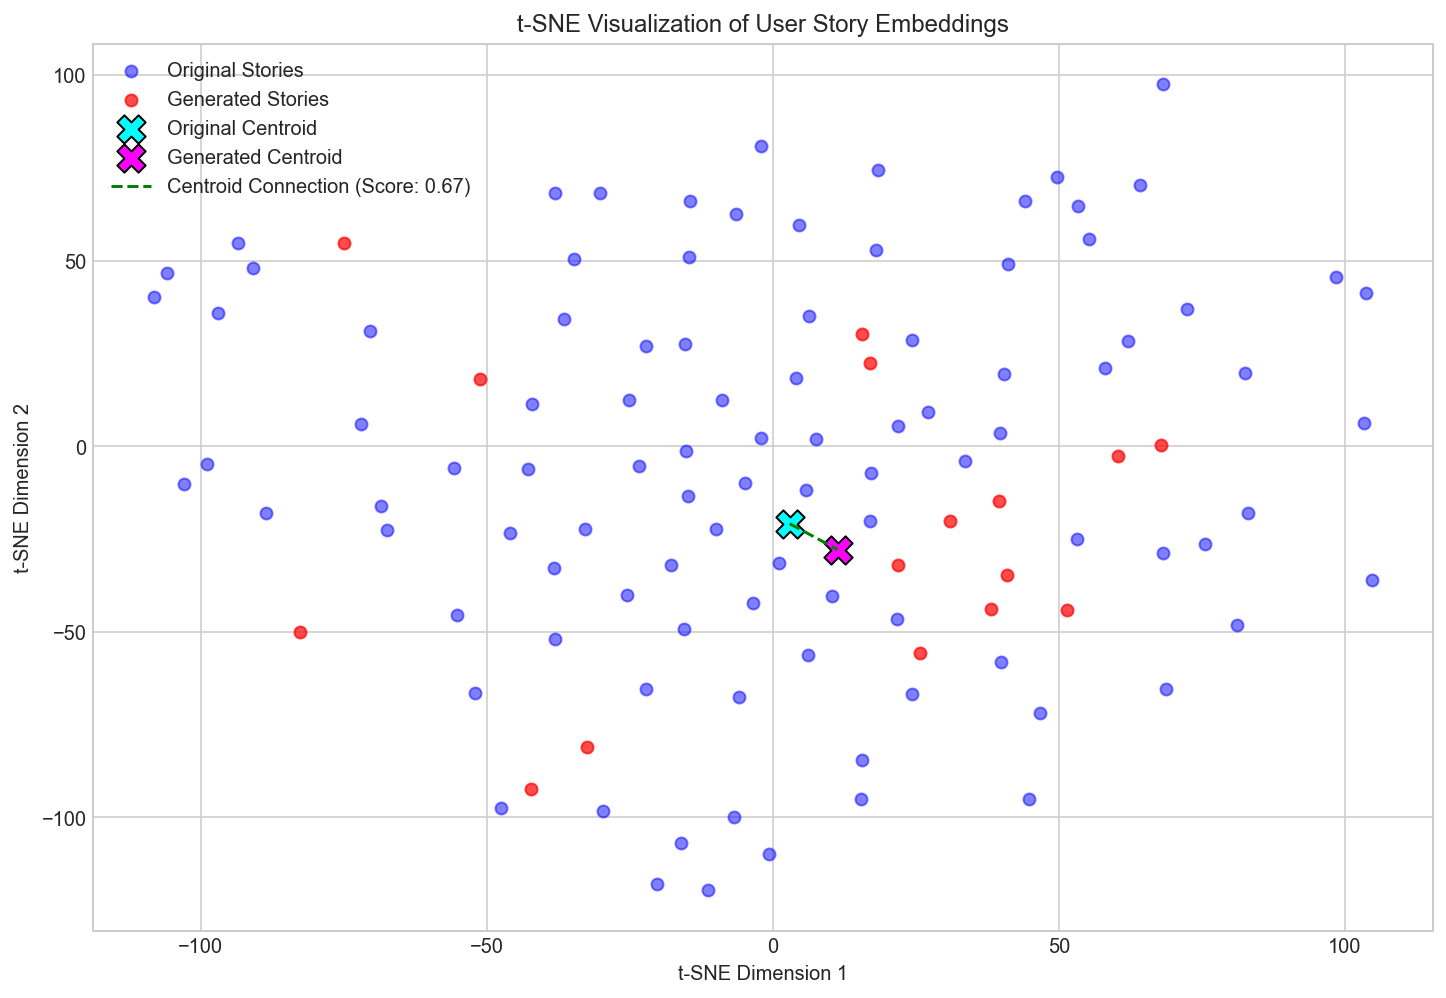 t-SNE Visualization of User Story Embeddings
Original Stories
Generated Stories
Original Centroid
Generated Centroid
Centroid Connection (Score: 0.67)
100
50
0
−50
−100
t-SNE Dimension 2
−100
−50
0
50
100
t-SNE Dimension 1